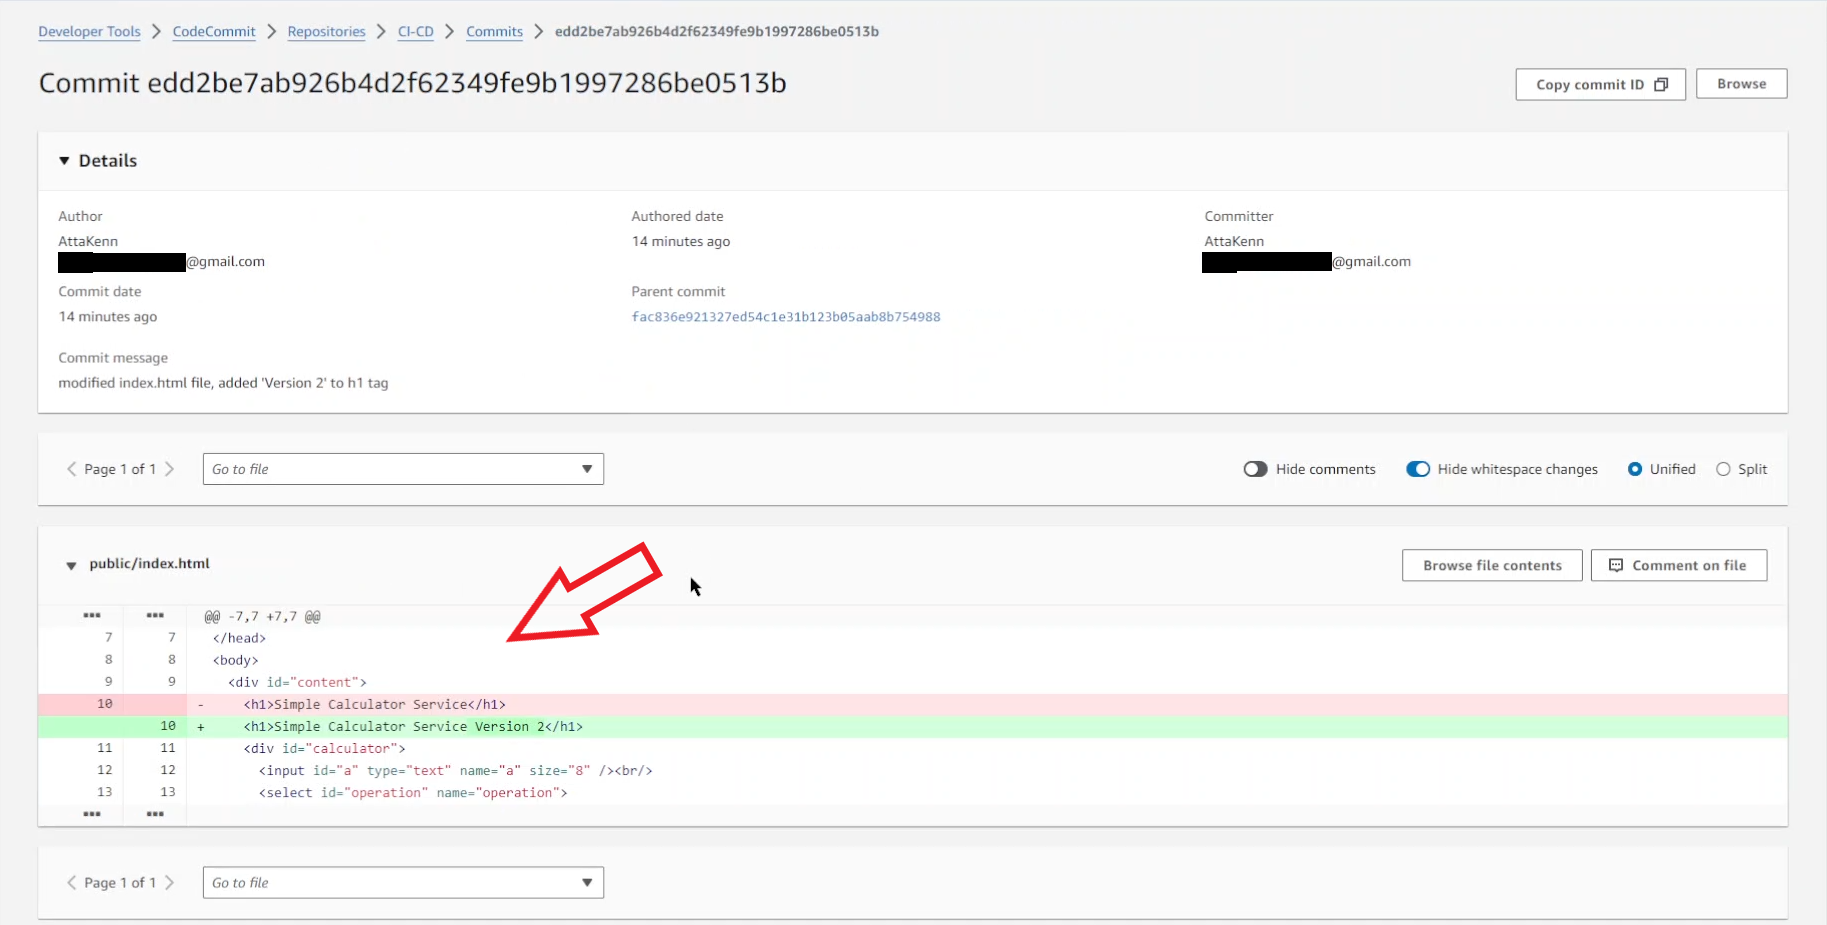 Developer Tools > CodeCommit > Repositories > CI-CD > Commits > edd2be7ab926b4d2f62349fe9b1997286be0513b
Commit edd2be7ab926b4d2f62349fe9b1997286be0513b
Copy commit ID
Browse
Details
Author
Authored date
Committer
AttaKenn
14 minutes ago
AttaKenn
@gmail.com
@gmail.com
Commit date
Parent commit
14 minutes ago
fac836e921327ed54c1e31b123b05aab8b754988
Commit message
modified index.html file, added 'Version 2' to h1 tag
Page 1 of 1
Go to file
Hide comments
Hide whitespace changes
Unified
Split
public/index.html
Browse file contents
Comment on file
@@ -7,7 +7,7 @@
7 7 </head>
8 8 <body>
9 9 <div id="content">
10 - <h1>Simple Calculator Service</h1>
10 + <h1>Simple Calculator Service Version 2</h1>
11 11 <div id="calculator">
12 12 <input id="a" type="text" name="a" size="8" /><br/>
13 13 <select id="operation" name="operation">
Page 1 of 1
Go to file